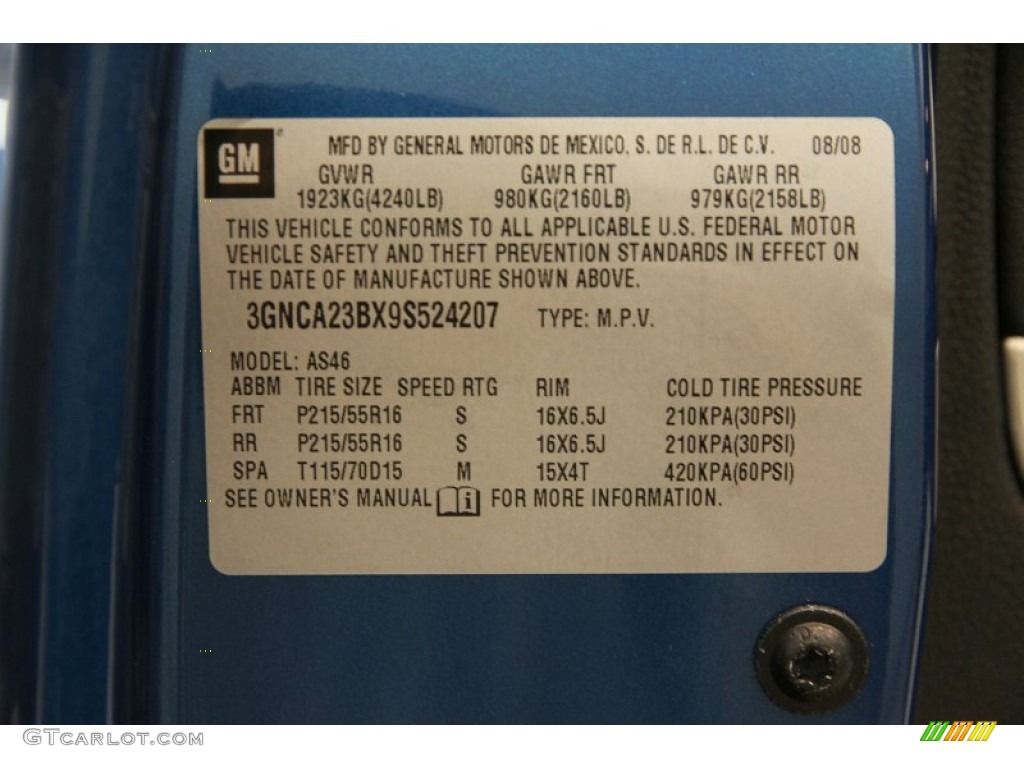 GM MFD BY GENERAL MOTORS DE MEXICO, S. DE R.L. DE C.V. 08/08
GVWR GAWR FRT GAWR RR
1923KG(4240LB) 980KG(2160LB) 979KG(2158LB)
THIS VEHICLE CONFORMS TO ALL APPLICABLE U.S. FEDERAL MOTOR
VEHICLE SAFETY AND THEFT PREVENTION STANDARDS IN EFFECT ON
THE DATE OF MANUFACTURE SHOWN ABOVE.
3GNCA23BX9S524207 TYPE: M.P.V.
MODEL: AS46
ABBM TIRE SIZE SPEED RTG RIM COLD TIRE PRESSURE
FRT P215/55R16 S 16X6.5J 210KPA(30PSI)
RR P215/55R16 S 16X6.5J 210KPA(30PSI)
SPA T115/70D15 M 15X4T 420KPA(60PSI)
SEE OWNER'S MANUAL i FOR MORE INFORMATION.
GTCARLOT.COM